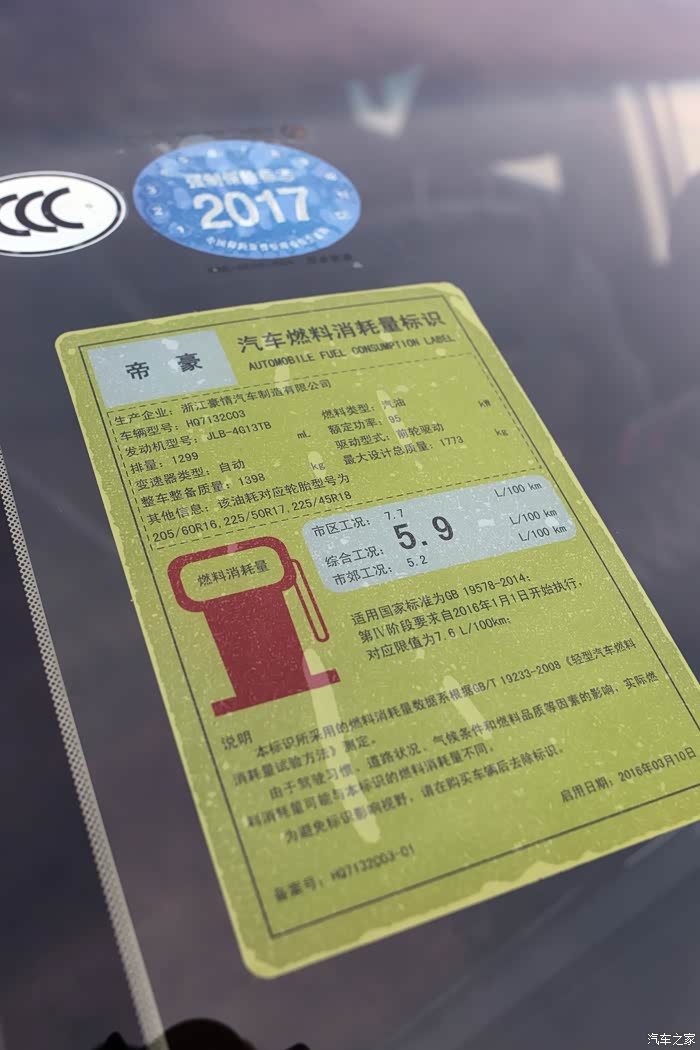 CCC
强制保险标志
2017
帝 豪
汽车燃料消耗量标识
AUTOMOBILE FUEL CONSUMPTION LABEL
生产企业: 浙江豪情汽车制造有限公司
车辆型号: HQ7132C03 燃料类型: 汽油
发动机型号: JLB-4G13TB 额定功率: 95 kW
排量: 1299 mL 驱动型式: 前轮驱动
变速器类型: 自动 最大设计总质量: 1773 kg
整车整备质量: 1398 kg
其他信息: 该油耗对应轮胎型号为
205/60R16,225/50R17,225/45R18
市区工况: 7.7 L/100 km
综合工况: 5.9 L/100 km
市郊工况: 5.2 L/100 km
燃料消耗量
适用国家标准为GB 19578-2014;
第Ⅳ阶段要求自2016年1月1日开始执行,
对应限值为7.6 L/100km;
说明
本标识所采用的燃料消耗量数据系根据GB/T 19233-2008《轻型汽车燃料
消耗量试验方法》测定。
由于驾驶习惯、道路状况、气候条件和燃料品质等因素的影响,实际燃
料消耗量可能与本标识的燃料消耗量不同。
为避免标识影响视野,请在购买车辆后去除标识。
启用日期: 2016年03月10日
备案号: HQ7132C03-01
汽车之家